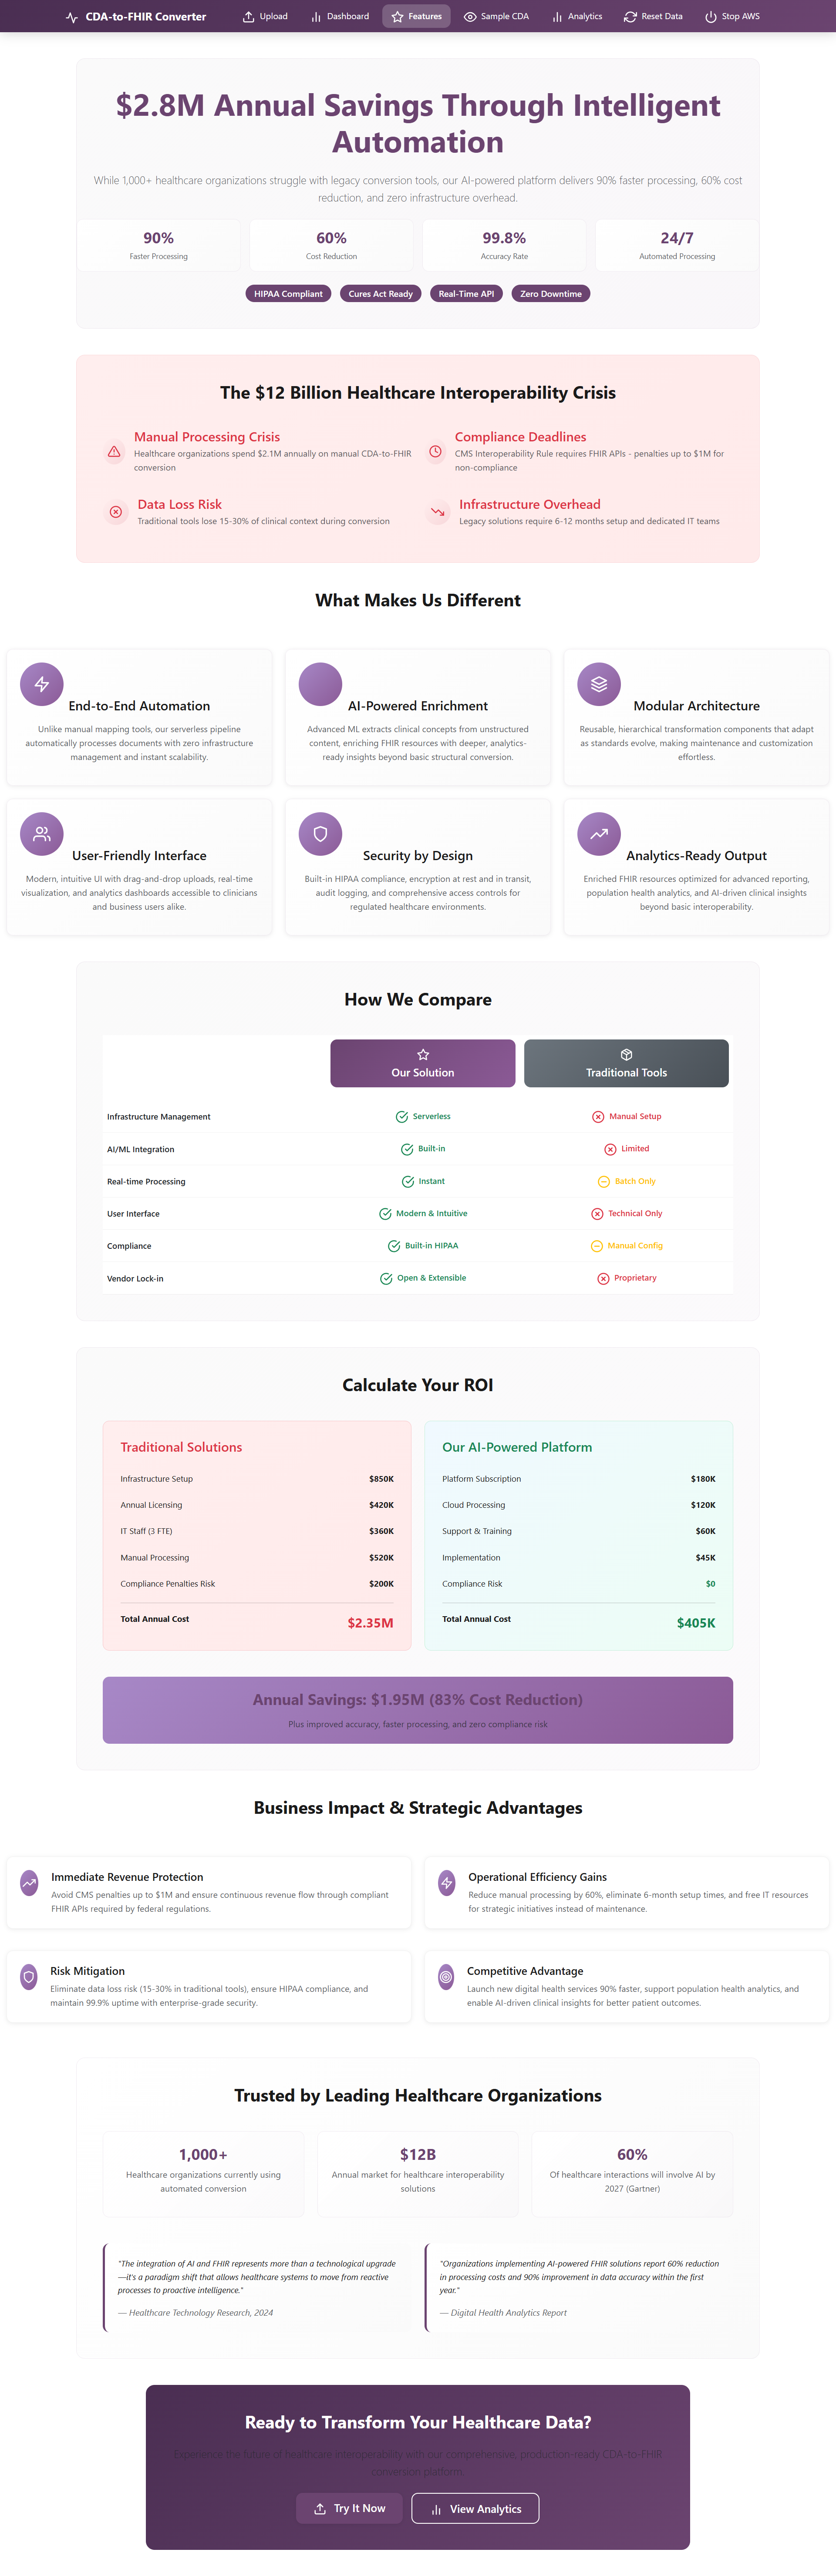 CDA-to-FHIR Converter
Upload
Dashboard
Features
Sample CDA
Analytics
Reset Data
Stop AWS
$2.8M Annual Savings Through Intelligent
Automation
While 1,000+ healthcare organizations struggle with legacy conversion tools, our AI-powered platform delivers 90% faster processing, 60% cost
reduction, and zero infrastructure overhead.
90%
Faster Processing
60%
Cost Reduction
99.8%
Accuracy Rate
24/7
Automated Processing
HIPAA Compliant
Cures Act Ready
Real-Time API
Zero Downtime
The $12 Billion Healthcare Interoperability Crisis
Manual Processing Crisis
Healthcare organizations spend $2.1M annually on manual CDA-to-FHIR
conversion
Compliance Deadlines
CMS Interoperability Rule requires FHIR APIs - penalties up to $1M for
non-compliance
Data Loss Risk
Traditional tools lose 15-30% of clinical context during conversion
Infrastructure Overhead
Legacy solutions require 6-12 months setup and dedicated IT teams
What Makes Us Different
End-to-End Automation
Unlike manual mapping tools, our serverless pipeline
automatically processes documents with zero infrastructure
management and instant scalability.
AI-Powered Enrichment
Advanced ML extracts clinical concepts from unstructured
content, enriching FHIR resources with deeper, analytics-
ready insights beyond basic structural conversion.
Modular Architecture
Reusable, hierarchical transformation components that adapt
as standards evolve, making maintenance and customization
effortless.
User-Friendly Interface
Modern, intuitive UI with drag-and-drop uploads, real-time
visualization, and analytics dashboards accessible to clinicians
and business users alike.
Security by Design
Built-in HIPAA compliance, encryption at rest and in transit,
audit logging, and comprehensive access controls for
regulated healthcare environments.
Analytics-Ready Output
Enriched FHIR resources optimized for advanced reporting,
population health analytics, and AI-driven clinical insights
beyond basic interoperability.
How We Compare
Our Solution
Traditional Tools
Infrastructure Management
Serverless
Manual Setup
AI/ML Integration
Built-in
Limited
Real-time Processing
Instant
Batch Only
User Interface
Modern & Intuitive
Technical Only
Compliance
Built-in HIPAA
Manual Config
Vendor Lock-in
Open & Extensible
Proprietary
Calculate Your ROI
Traditional Solutions
Infrastructure Setup
$850K
Annual Licensing
$420K
IT Staff (3 FTE)
$360K
Manual Processing
$520K
Compliance Penalties Risk
$200K
Total Annual Cost
$2.35M
Our AI-Powered Platform
Platform Subscription
$180K
Cloud Processing
$120K
Support & Training
$60K
Implementation
$45K
Compliance Risk
$0
Total Annual Cost
$405K
Annual Savings: $1.95M (83% Cost Reduction)
Plus improved accuracy, faster processing, and zero compliance risk
Business Impact & Strategic Advantages
Immediate Revenue Protection
Avoid CMS penalties up to $1M and ensure continuous revenue flow through compliant
FHIR APIs required by federal regulations.
Operational Efficiency Gains
Reduce manual processing by 60%, eliminate 6-month setup times, and free IT resources
for strategic initiatives instead of maintenance.
Risk Mitigation
Eliminate data loss risk (15-30% in traditional tools), ensure HIPAA compliance, and
maintain 99.9% uptime with enterprise-grade security.
Competitive Advantage
Launch new digital health services 90% faster, support population health analytics, and
enable AI-driven clinical insights for better patient outcomes.
Trusted by Leading Healthcare Organizations
1,000+
Healthcare organizations currently using
automated conversion
$12B
Annual market for healthcare interoperability
solutions
60%
Of healthcare interactions will involve AI by
2027 (Gartner)
"The integration of AI and FHIR represents more than a technological upgrade
—it's a paradigm shift that allows healthcare systems to move from reactive
processes to proactive intelligence."
— Healthcare Technology Research, 2024
"Organizations implementing AI-powered FHIR solutions report 60% reduction
in processing costs and 90% improvement in data accuracy within the first
year."
— Digital Health Analytics Report
Ready to Transform Your Healthcare Data?
Experience the future of healthcare interoperability with our comprehensive, production-ready CDA-to-FHIR
conversion platform.
Try It Now
View Analytics